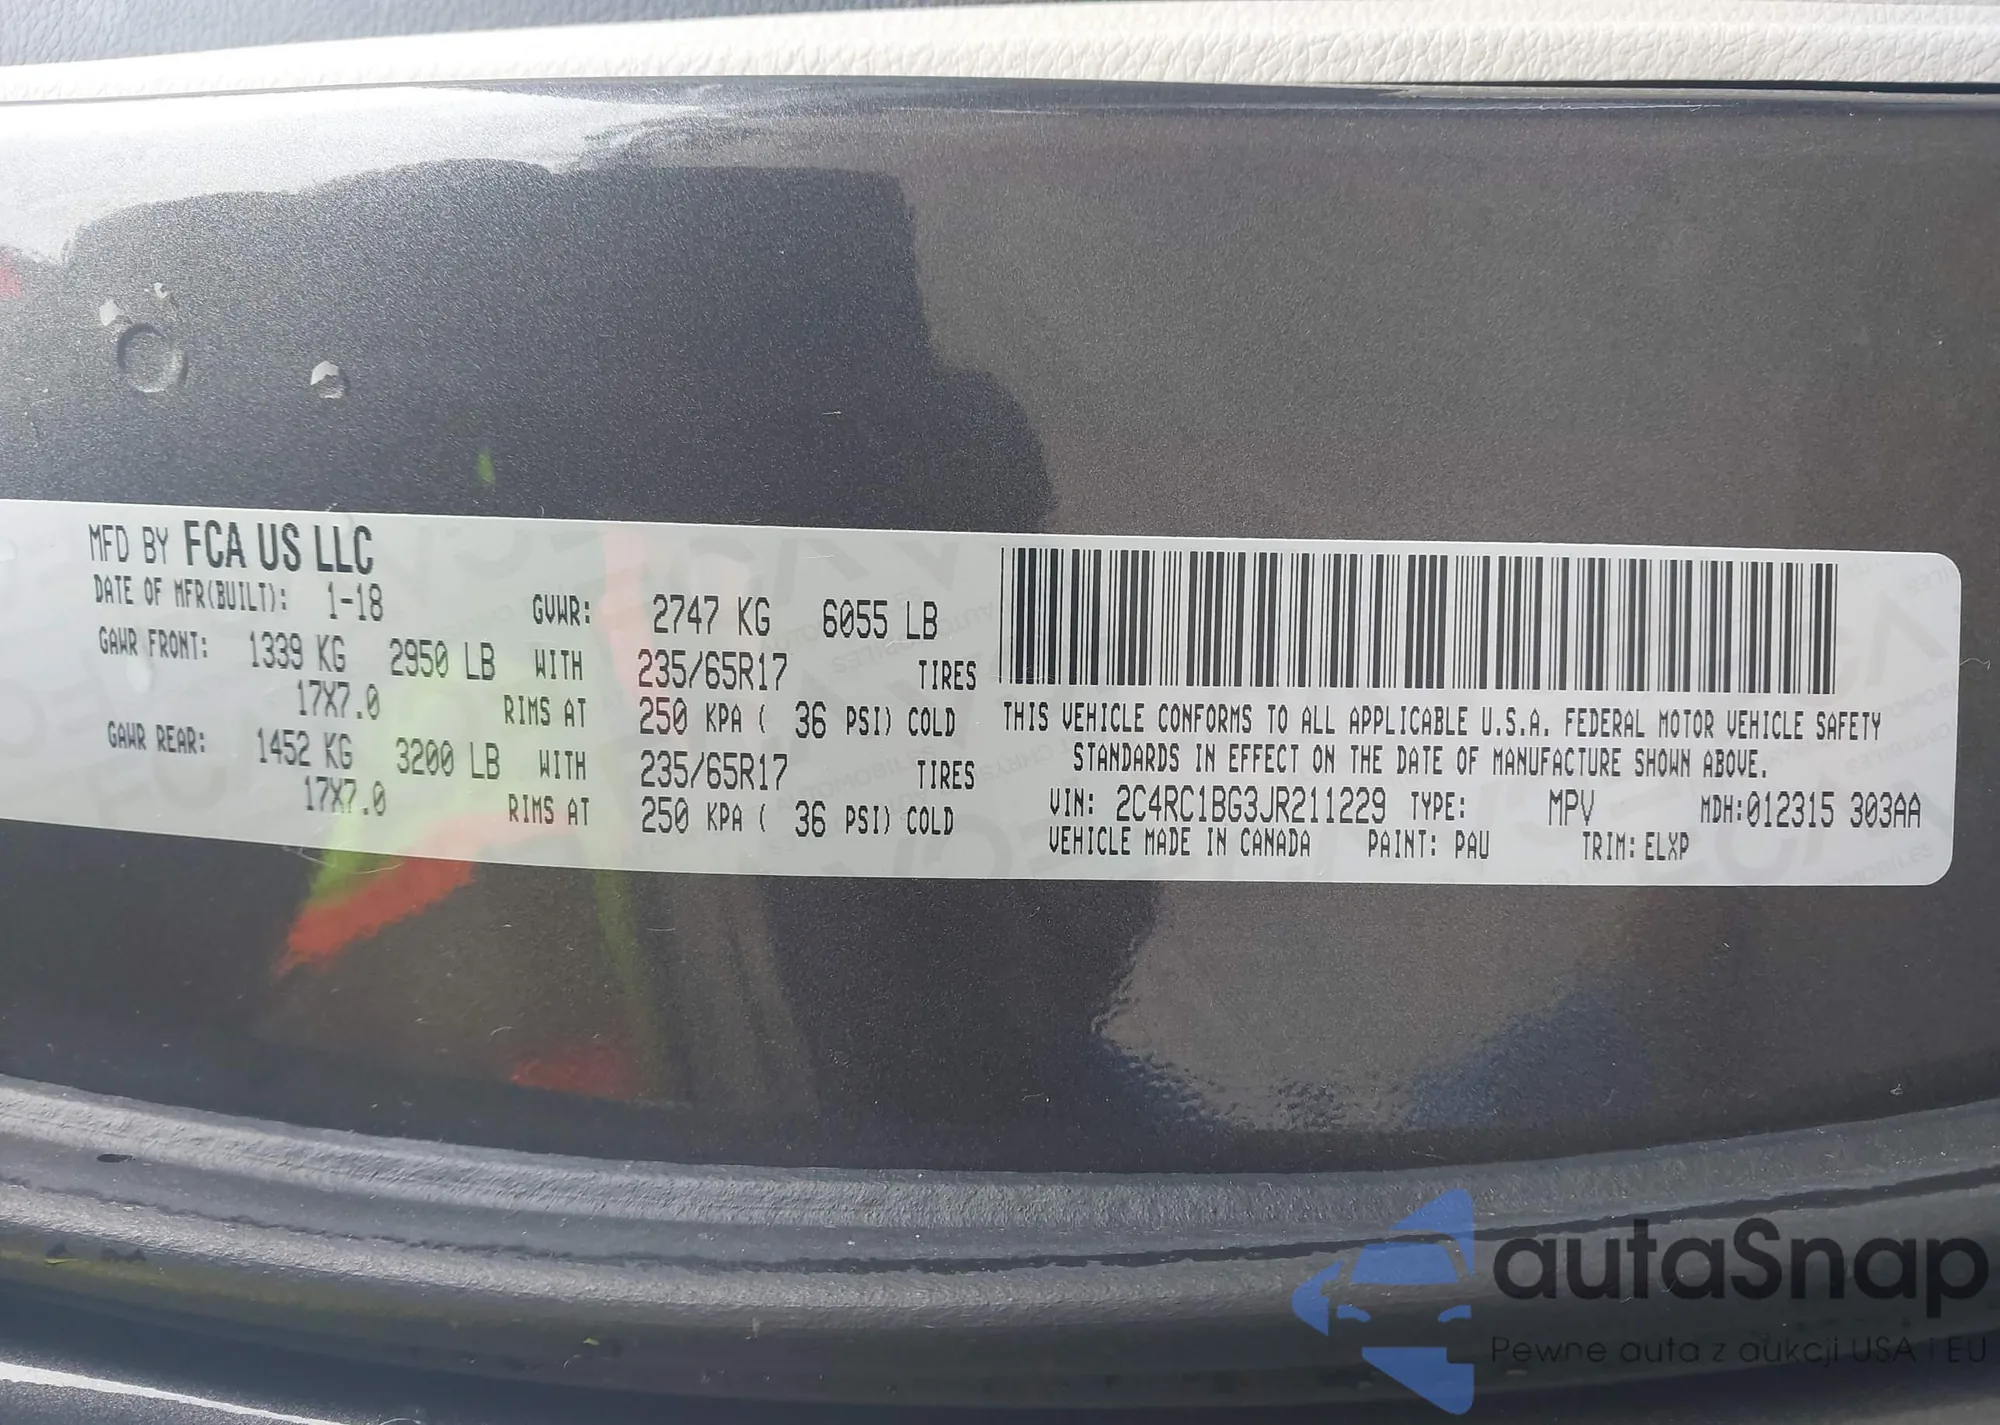 MFD BY FCA US LLC
DATE OF MFR(BUILT): 1-18 GVWR: 2747 KG 6055 LB
GAWR FRONT: 1339 KG 2950 LB WITH 235/65R17 TIRES
17X7.0 RIMS AT 250 KPA ( 36 PSI) COLD
GAWR REAR: 1452 KG 3200 LB WITH 235/65R17 TIRES
17X7.0 RIMS AT 250 KPA ( 36 PSI) COLD
THIS VEHICLE CONFORMS TO ALL APPLICABLE U.S.A. FEDERAL MOTOR VEHICLE SAFETY
STANDARDS IN EFFECT ON THE DATE OF MANUFACTURE SHOWN ABOVE.
VIN: 2C4RC1BG3JR211229 TYPE: MPV MDH:012315 303AA
VEHICLE MADE IN CANADA PAINT: PAU TRIM: ELXP
autaSnap
Pewne auta z aukcji USA i EU